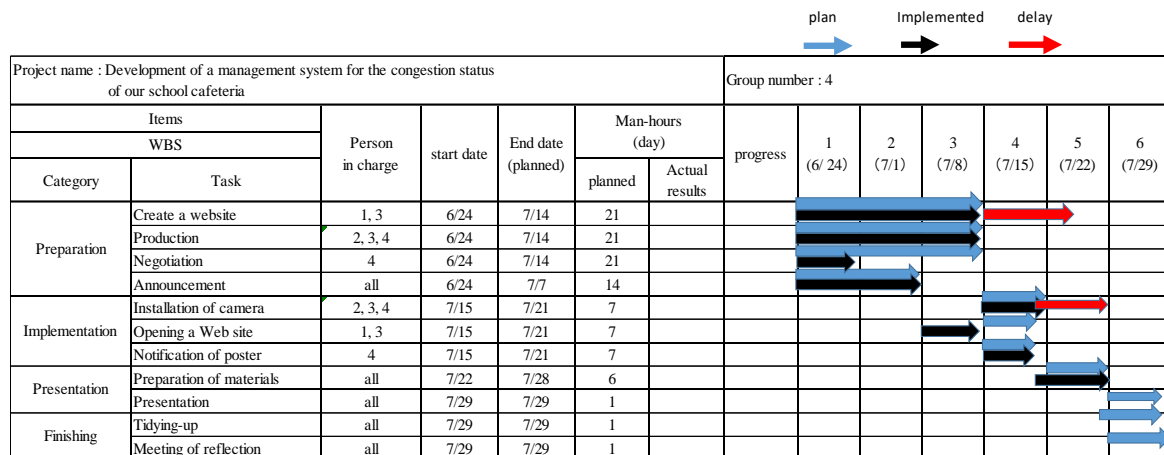 plan Implemented delay
Project name : Development of a management system for the congestion status
of our school cafeteria
Group number : 4
Items
WBS
Category Task
Person
in charge
start date
End date
(planned)
Man-hours
(day)
planned
Actual
results
progress
1
(6/ 24)
2
(7/1)
3
(7/8)
4
(7/15)
5
(7/22)
6
(7/29)
Preparation
Create a website 1, 3 6/24 7/14 21
Production 2, 3, 4 6/24 7/14 21
Negotiation 4 6/24 7/14 21
Announcement all 6/24 7/7 14
Implementation
Installation of camera 2, 3, 4 7/15 7/21 7
Opening a Web site 1, 3 7/15 7/21 7
Notification of poster 4 7/15 7/21 7
Presentation
Preparation of materials all 7/22 7/28 6
Presentation all 7/29 7/29 1
Finishing
Tidying-up all 7/29 7/29 1
Meeting of reflection all 7/29 7/29 1